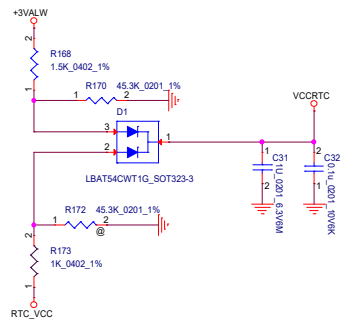 +3VALW
2
R168
1.5K_0402_1%
1
1
R170
2
45.3K_0201_1%
D1
3
2
1
LBAT54CWT1G_SOT323-3
VCCRTC
1
C31
2
1U_0201_6.3V6M
2
C32
1
0.1u_0201_10V6K
1
R172
2
45.3K_0201_1%
@
2
R173
1K_0402_1%
1
RTC_VCC